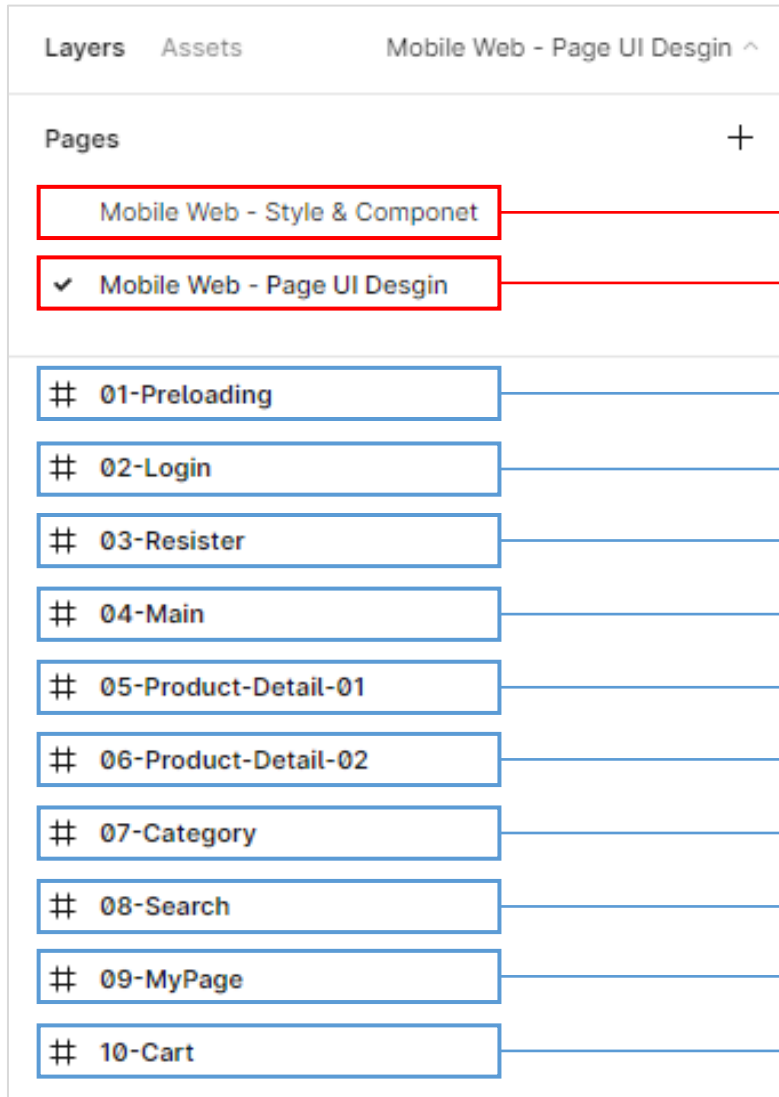 Layers Assets Mobile Web - Page UI Desgin
Pages
Mobile Web - Style & Componet
Mobile Web - Page UI Desgin
01-Preloading
02-Login
03-Resister
04-Main
05-Product-Detail-01
06-Product-Detail-02
07-Category
08-Search
09-MyPage
10-Cart